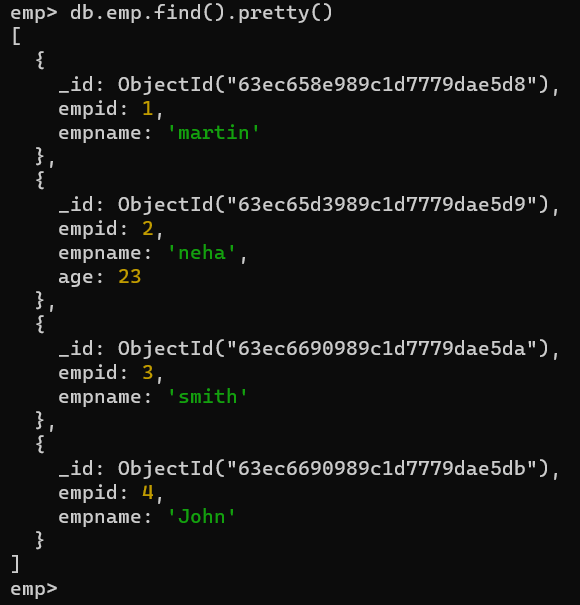 emp> db.emp.find().pretty()
[
  {
    _id: ObjectId("63ec658e989c1d7779dae5d8"),
    empid: 1,
    empname: 'martin'
  },
  {
    _id: ObjectId("63ec65d3989c1d7779dae5d9"),
    empid: 2,
    empname: 'neha',
    age: 23
  },
  {
    _id: ObjectId("63ec6690989c1d7779dae5da"),
    empid: 3,
    empname: 'smith'
  },
  {
    _id: ObjectId("63ec6690989c1d7779dae5db"),
    empid: 4,
    empname: 'John'
  }
]
emp>